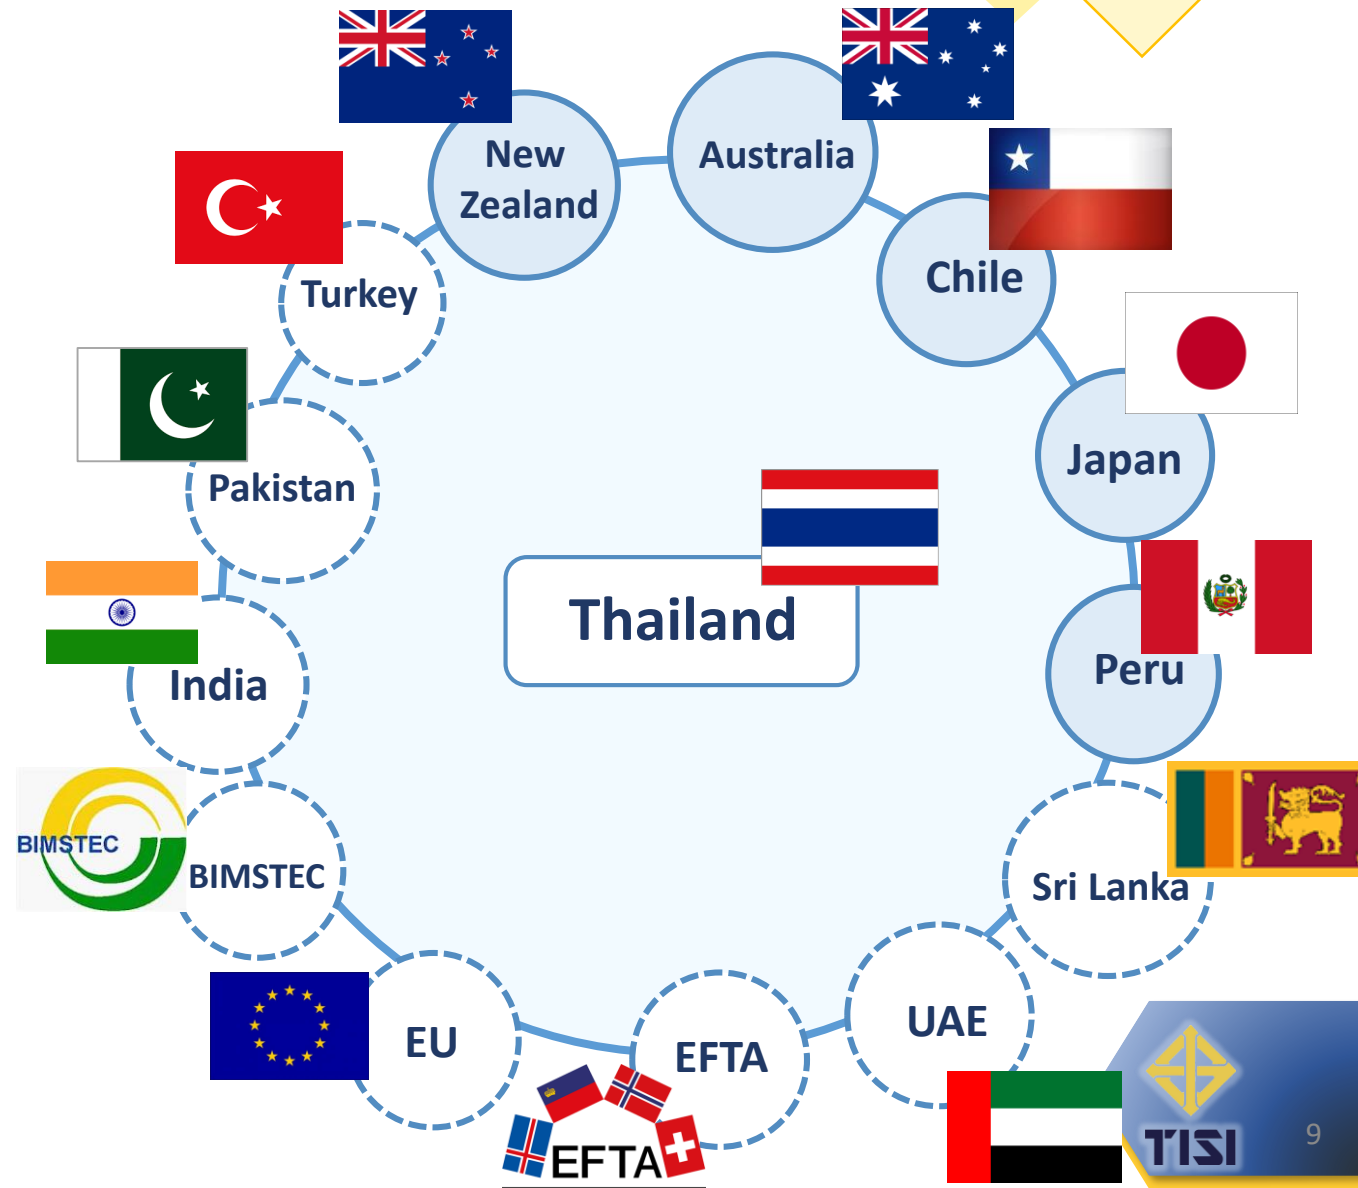 New
Zealand
Australia
Chile
Turkey
Japan
Pakistan
Thailand
Peru
India
BIMSTEC
BIMSTEC
Sri Lanka
UAE
EU
EFTA
EFTA
TISI
9